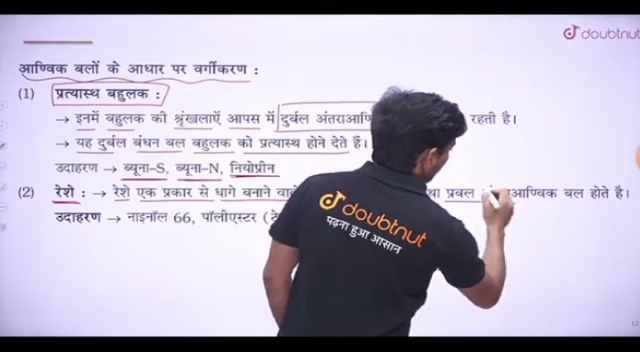 doubtnut
आण्विक बलों के आधार पर वर्गीकरण :
(1) प्रत्यास्थ बहुलक :
→ इनमें बहुलक की श्रृंखलाऐं आपस में दुर्बल रहती है।
→ यह दुर्बल बंधन बल बहुलक को प्रत्यास्थ होने देते है।
उदाहरण → ब्यूना–S, ब्यूना–N, नियोप्रीन
(2) रेशे : → रेशे एक प्रकार से धागे बनाने प्रबल आण्विक बल होते है।
उदाहरण → नाइनॉल 66, पॉलीएस्टर
doubtnut
पढ़ना हुआ आसान
12